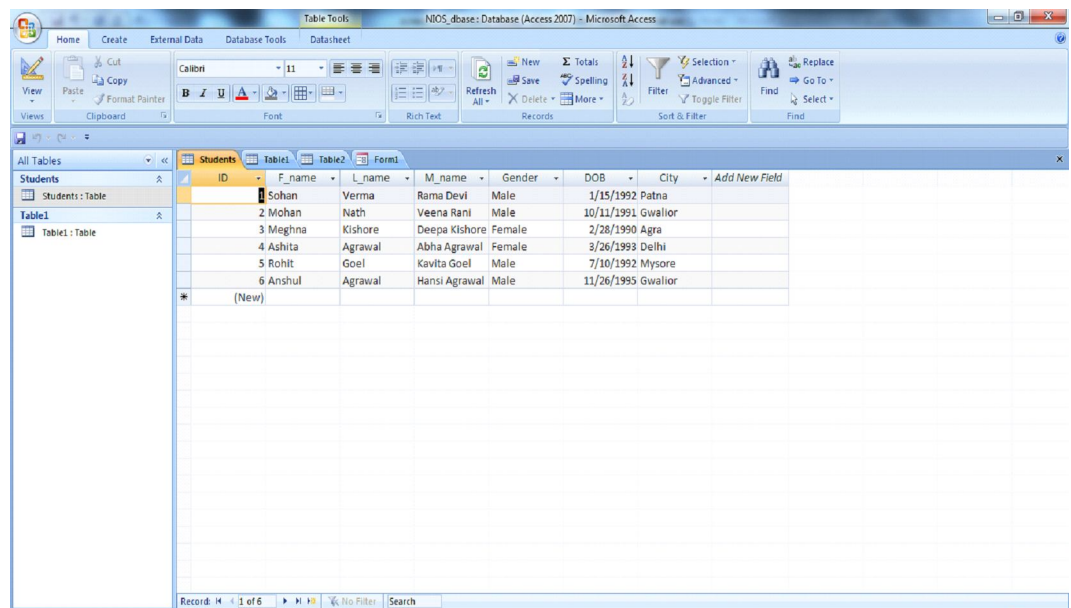 Table Tools NIOS_dbase : Database (Access 2007) - Microsoft Access
Home Create External Data Database Tools Datasheet
View
Views
Paste
Cut
Copy
Format Painter
Clipboard
Calibri 11
B I U A
Font
Rich Text
Refresh All
New
Save
Delete
Σ Totals
Spelling
More
Records
Filter
Selection
Advanced
Toggle Filter
Sort & Filter
Find
Replace
Go To
Select
Find
All Tables
Students
Students : Table
Table1
Table1 : Table
Students Table1 Table2 Form1
ID F_name L_name M_name Gender DOB City Add New Field
1 Sohan Verma Rama Devi Male 1/15/1992 Patna
2 Mohan Nath Veena Rani Male 10/11/1991 Gwalior
3 Meghna Kishore Deepa Kishore Female 2/28/1990 Agra
4 Ashita Agrawal Abha Agrawal Female 3/26/1993 Delhi
5 Rohit Goel Kavita Goel Male 7/10/1992 Mysore
6 Anshul Agrawal Hansi Agrawal Male 11/26/1995 Gwalior
(New)
Record: 1 of 6 No Filter Search